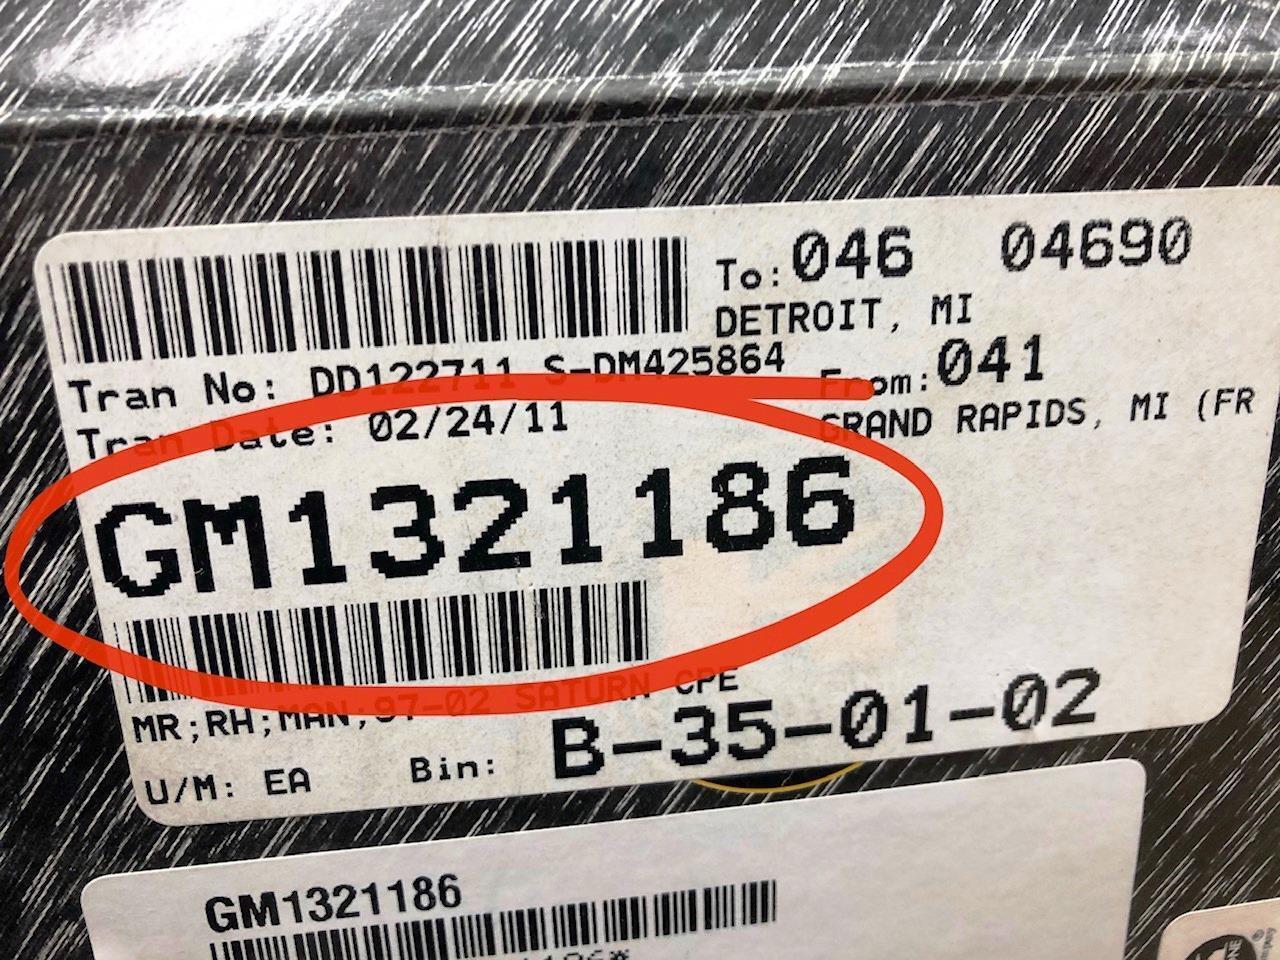 To: 046 04690
DETROIT, MI
Tran No: DD122711 S-DM425864
From: 041
Tran Date: 02/24/11
GRAND RAPIDS, MI (FR
GM1321186
MR;RH;MAN;97-02 SATURN CPE
U/M: EA Bin: B-35-01-02
GM1321186